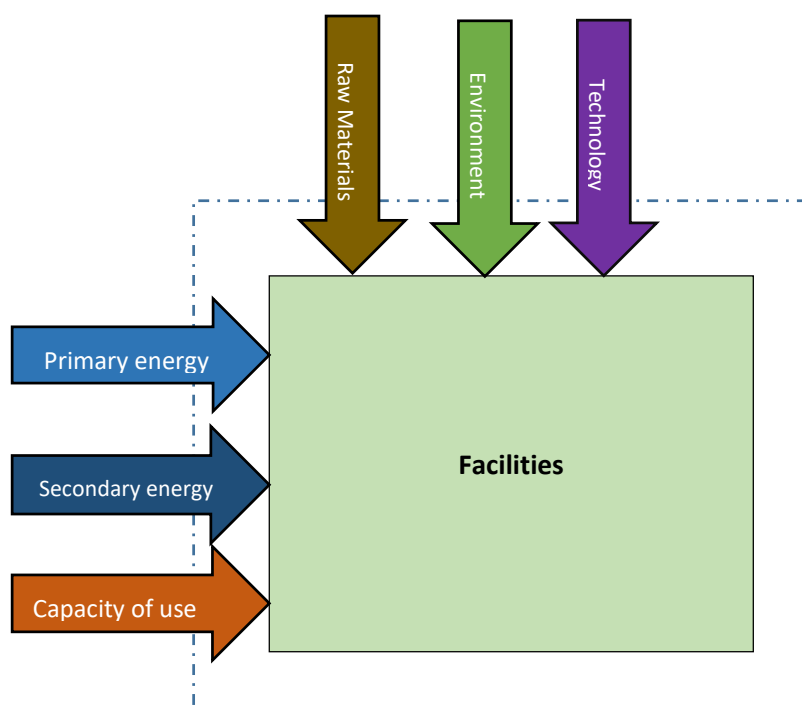 Raw Materials
Environment
Technology
Primary energy
Facilities
Secondary energy
Capacity of use